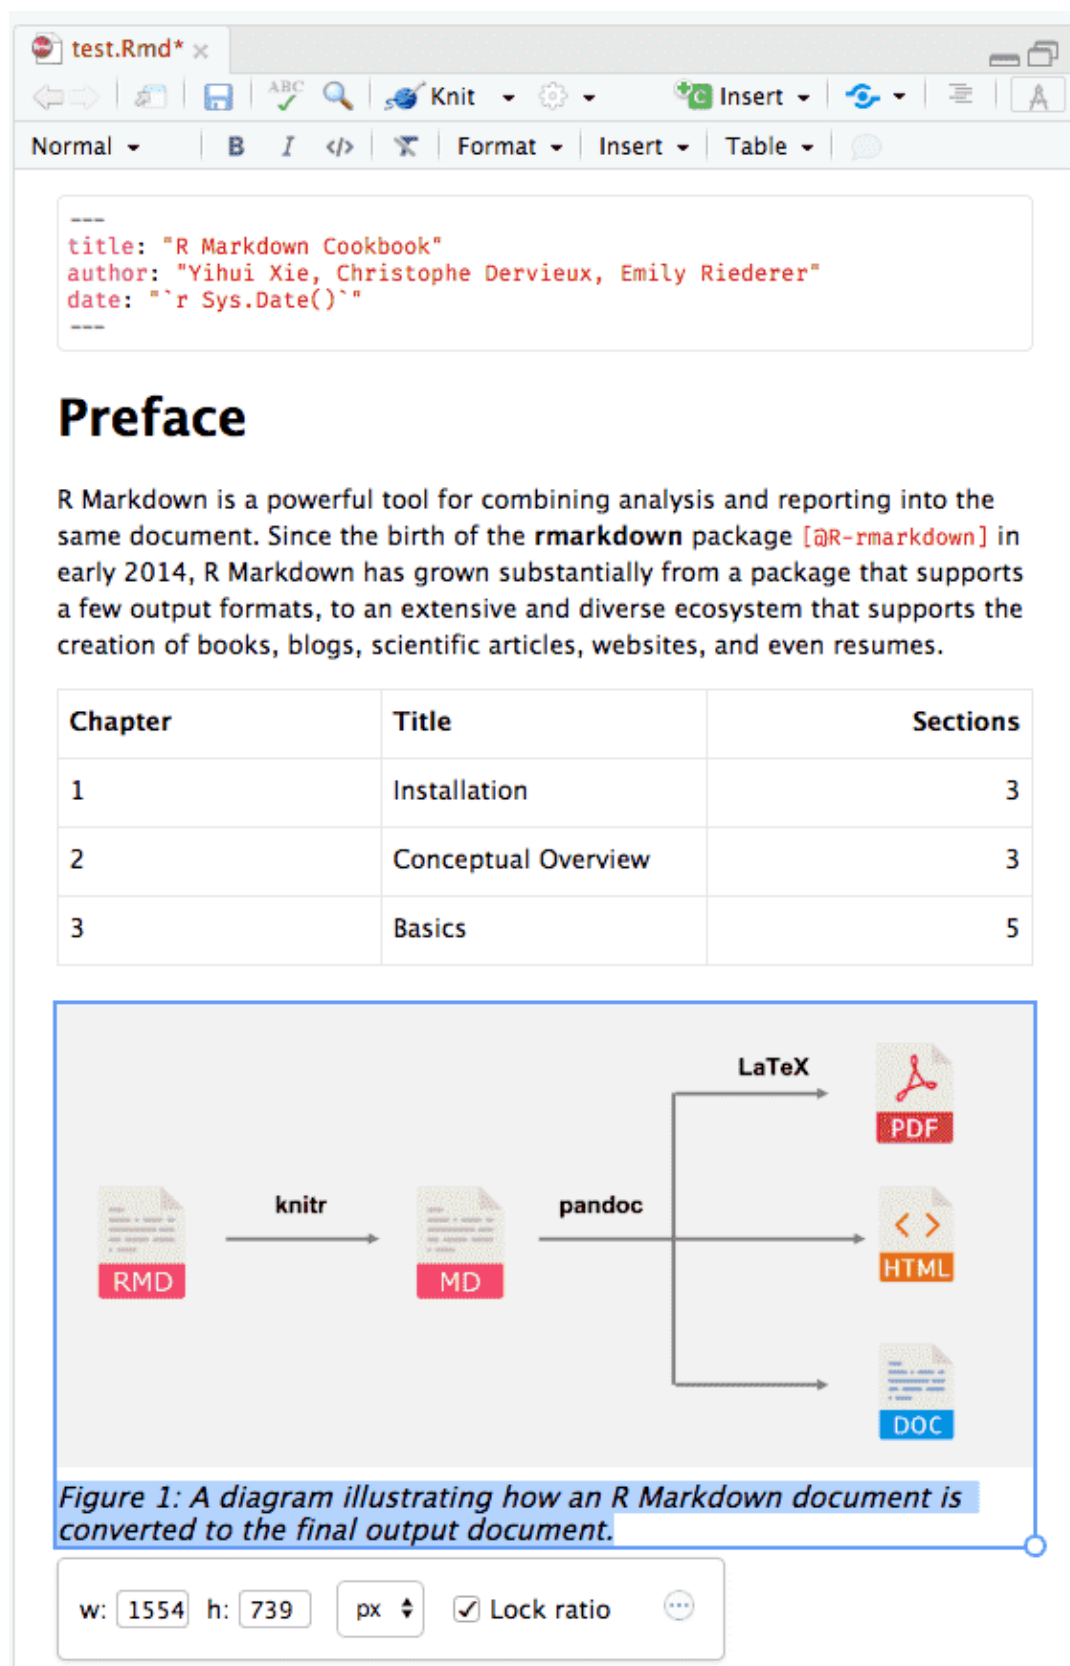 test.Rmd*
ABC Knit Insert
Normal B I </> Format Insert Table
---
title: "R Markdown Cookbook"
author: "Yihui Xie, Christophe Dervieux, Emily Riederer"
date: "`r Sys.Date()`"
---
Preface
R Markdown is a powerful tool for combining analysis and reporting into the
same document. Since the birth of the rmarkdown package [@R-rmarkdown] in
early 2014, R Markdown has grown substantially from a package that supports
a few output formats, to an extensive and diverse ecosystem that supports the
creation of books, blogs, scientific articles, websites, and even resumes.
Chapter Title Sections
1 Installation 3
2 Conceptual Overview 3
3 Basics 5
LaTeX
PDF
knitr pandoc
RMD MD HTML
DOC
Figure 1: A diagram illustrating how an R Markdown document is
converted to the final output document.
w: 1554 h: 739 px Lock ratio